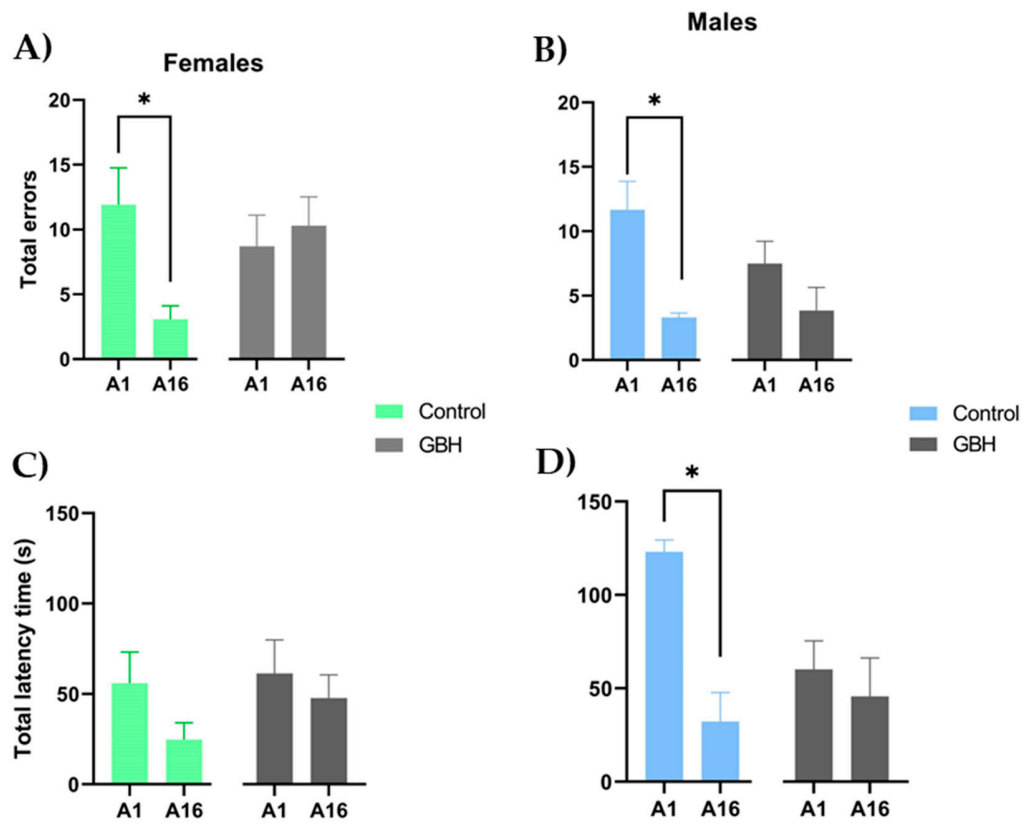 Males
A)
Females
B)
*
*
20
15
10
5
0
Total errors
A1 A16 A1 A16
20
15
10
5
0
A1 A16 A1 A16
Control
GBH
Control
GBH
C)
D)
*
150
100
50
0
Total latency time (s)
A1 A16 A1 A16
150
100
50
0
A1 A16 A1 A16